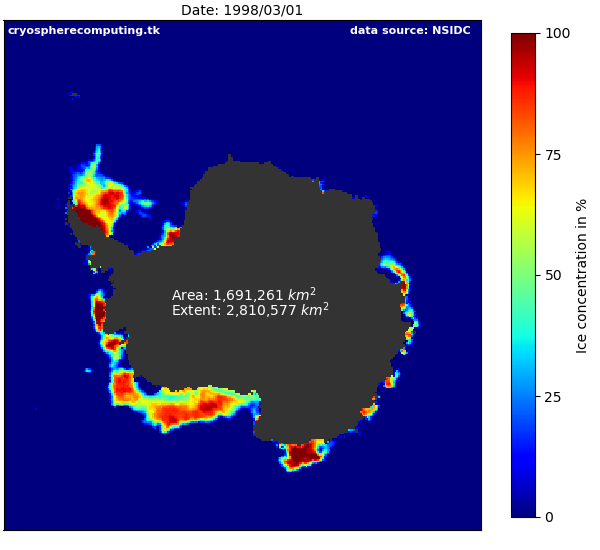 Date: 1998/03/01
cryospherecomputing.tk
data source: NSIDC
Area: 1,691,261 km²
Extent: 2,810,577 km²
100
75
50
25
0
Ice concentration in %